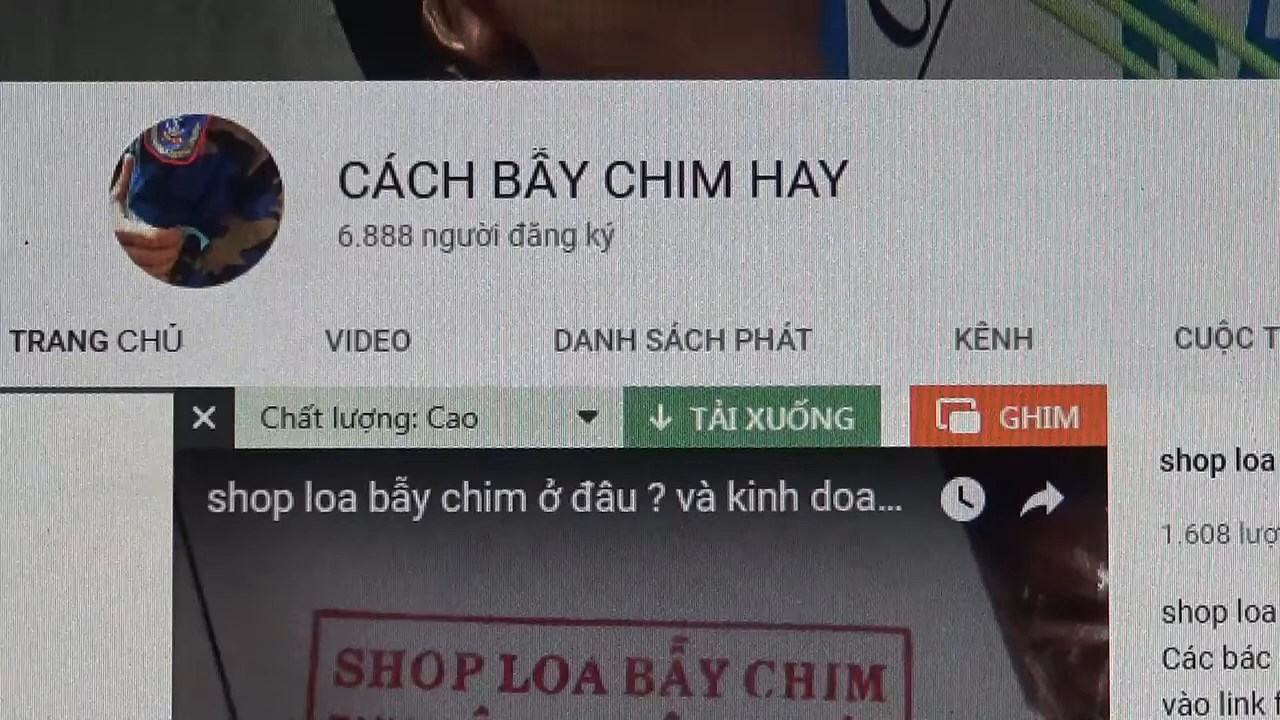 CÁCH BẪY CHIM HAY
6.888 người đăng ký
TRANG CHỦ VIDEO DANH SÁCH PHÁT KÊNH CUỘC T
Chất lượng: Cao TẢI XUỐNG GHIM
shop loa bẫy chim ở đâu ? và kinh doa...
shop loa
1.608 lượ
shop loa
Các bác
vào link f
SHOP LOA BẪY CHIM